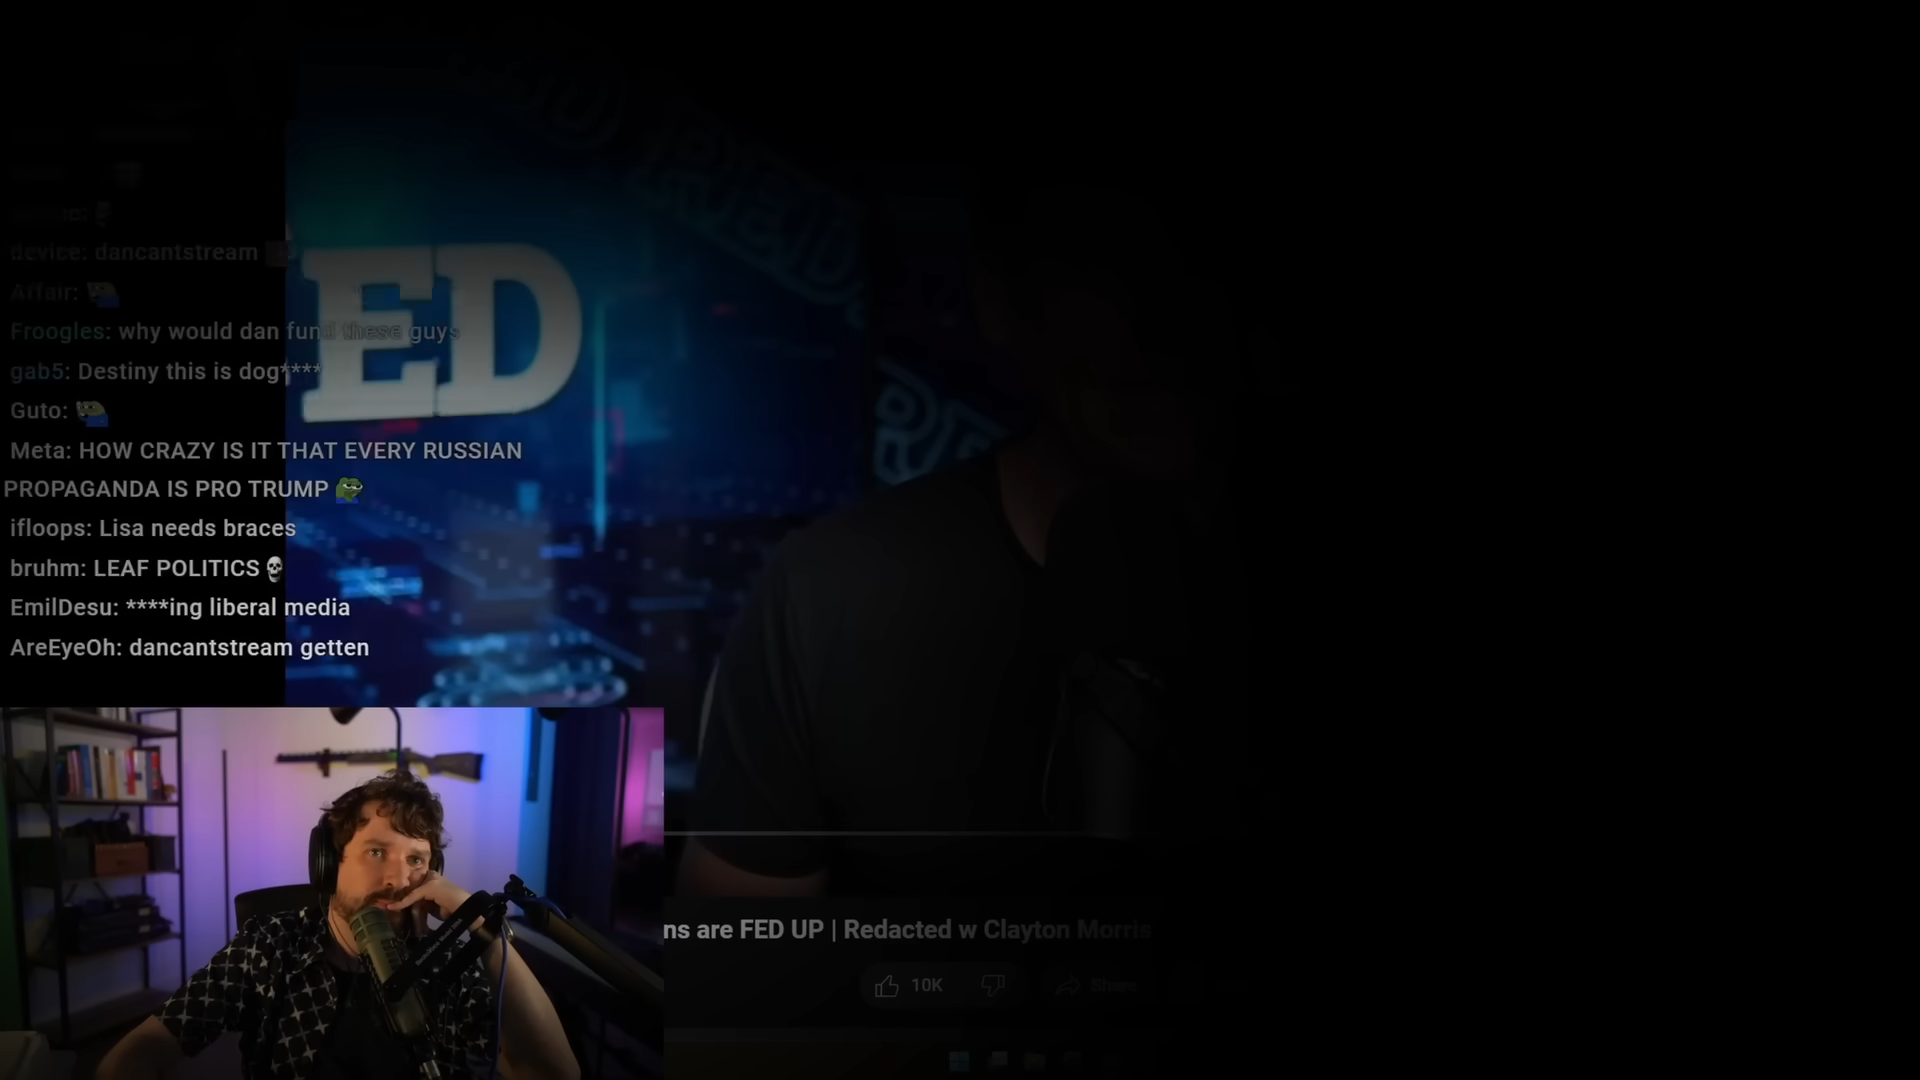 device: dancantstream
Affair:
Froogles: why would dan fund these guys
gab5: Destiny this is dog****
Guto:
Meta: HOW CRAZY IS IT THAT EVERY RUSSIAN
PROPAGANDA IS PRO TRUMP
ifloops: Lisa needs braces
bruhm: LEAF POLITICS
EmilDesu: ****ing liberal media
AreEyeOh: dancantstream getten
ED
ns are FED UP | Redacted w Clayton Morris
10K
Share